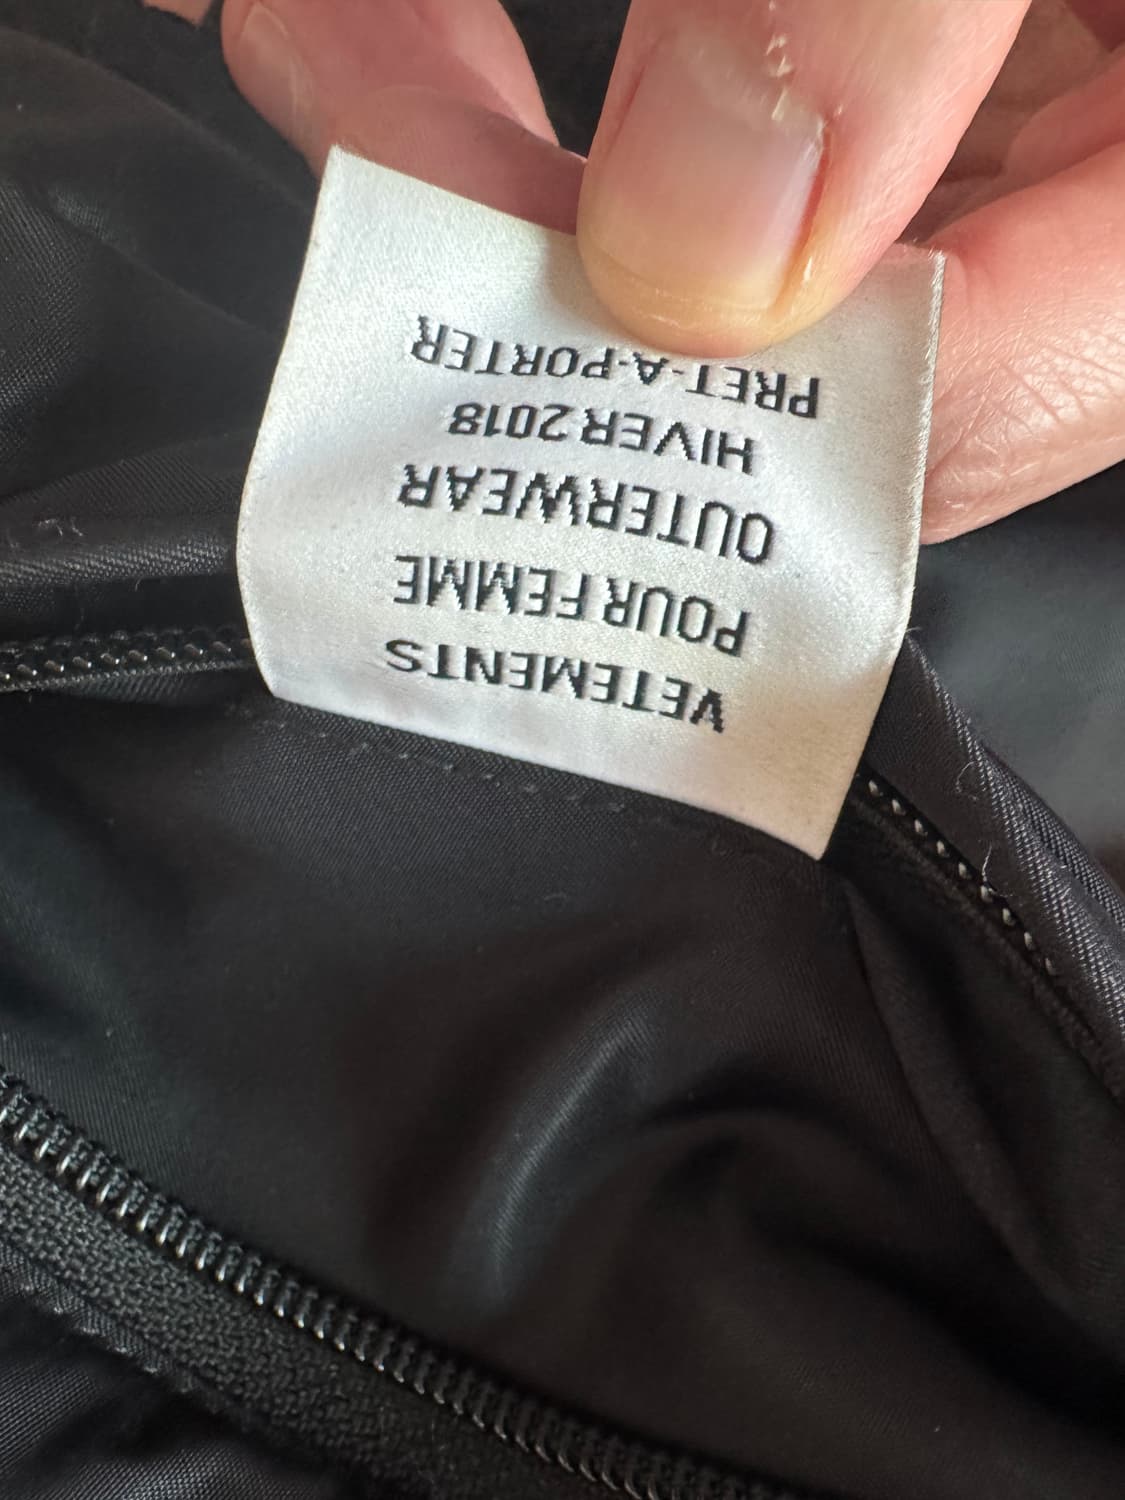 VETEMENTS
POUR FEMME
OUTERWEAR
HIVER 2018
PRET-A-PORTER